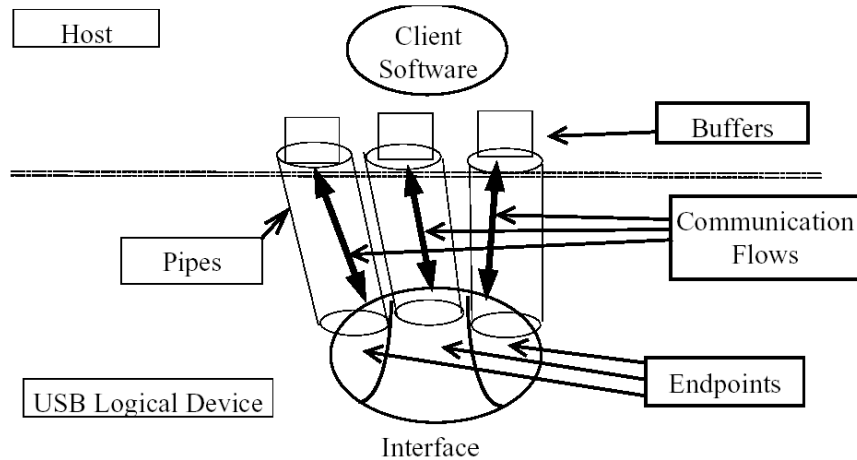 Host
Client
Software
Buffers
Communication
Flows
Pipes
Endpoints
USB Logical Device
Interface